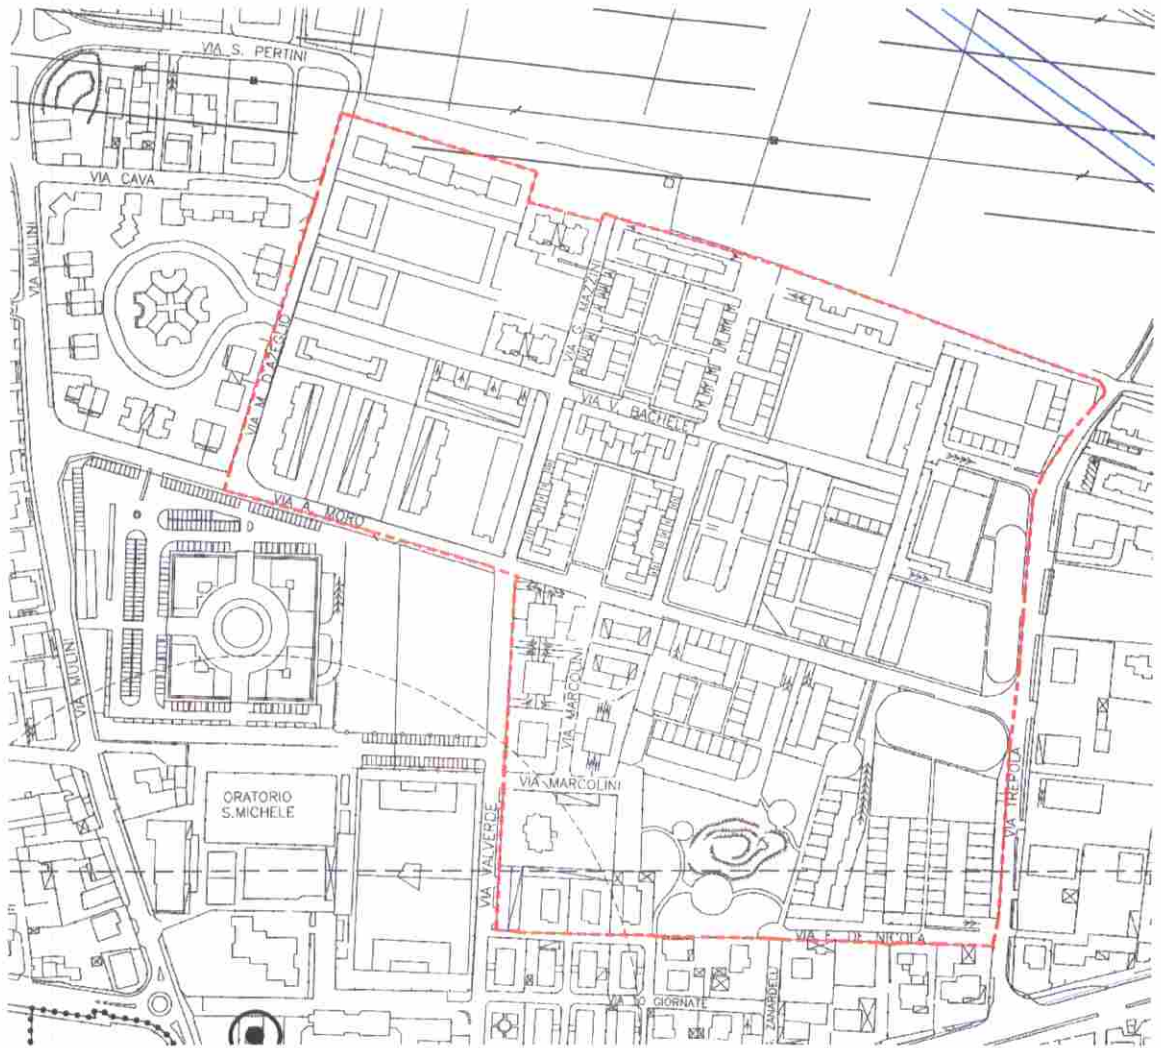 VIA S. PERTINI
VIA CAVA
VIA MULINI
VIA M. D'AZEGLIO
VIA G. MAZZINI
VIA V. BACHELET
VIA A. MORO
VIA MULINI
VIA MARCOLINI
VIA MARCOLINI
ORATORIO
S.MICHELE
VIA VALVERDE
VIA TREPOLA
VIA E. DE NICOLA
VIA 10 GIORNATE
ZANARDELI